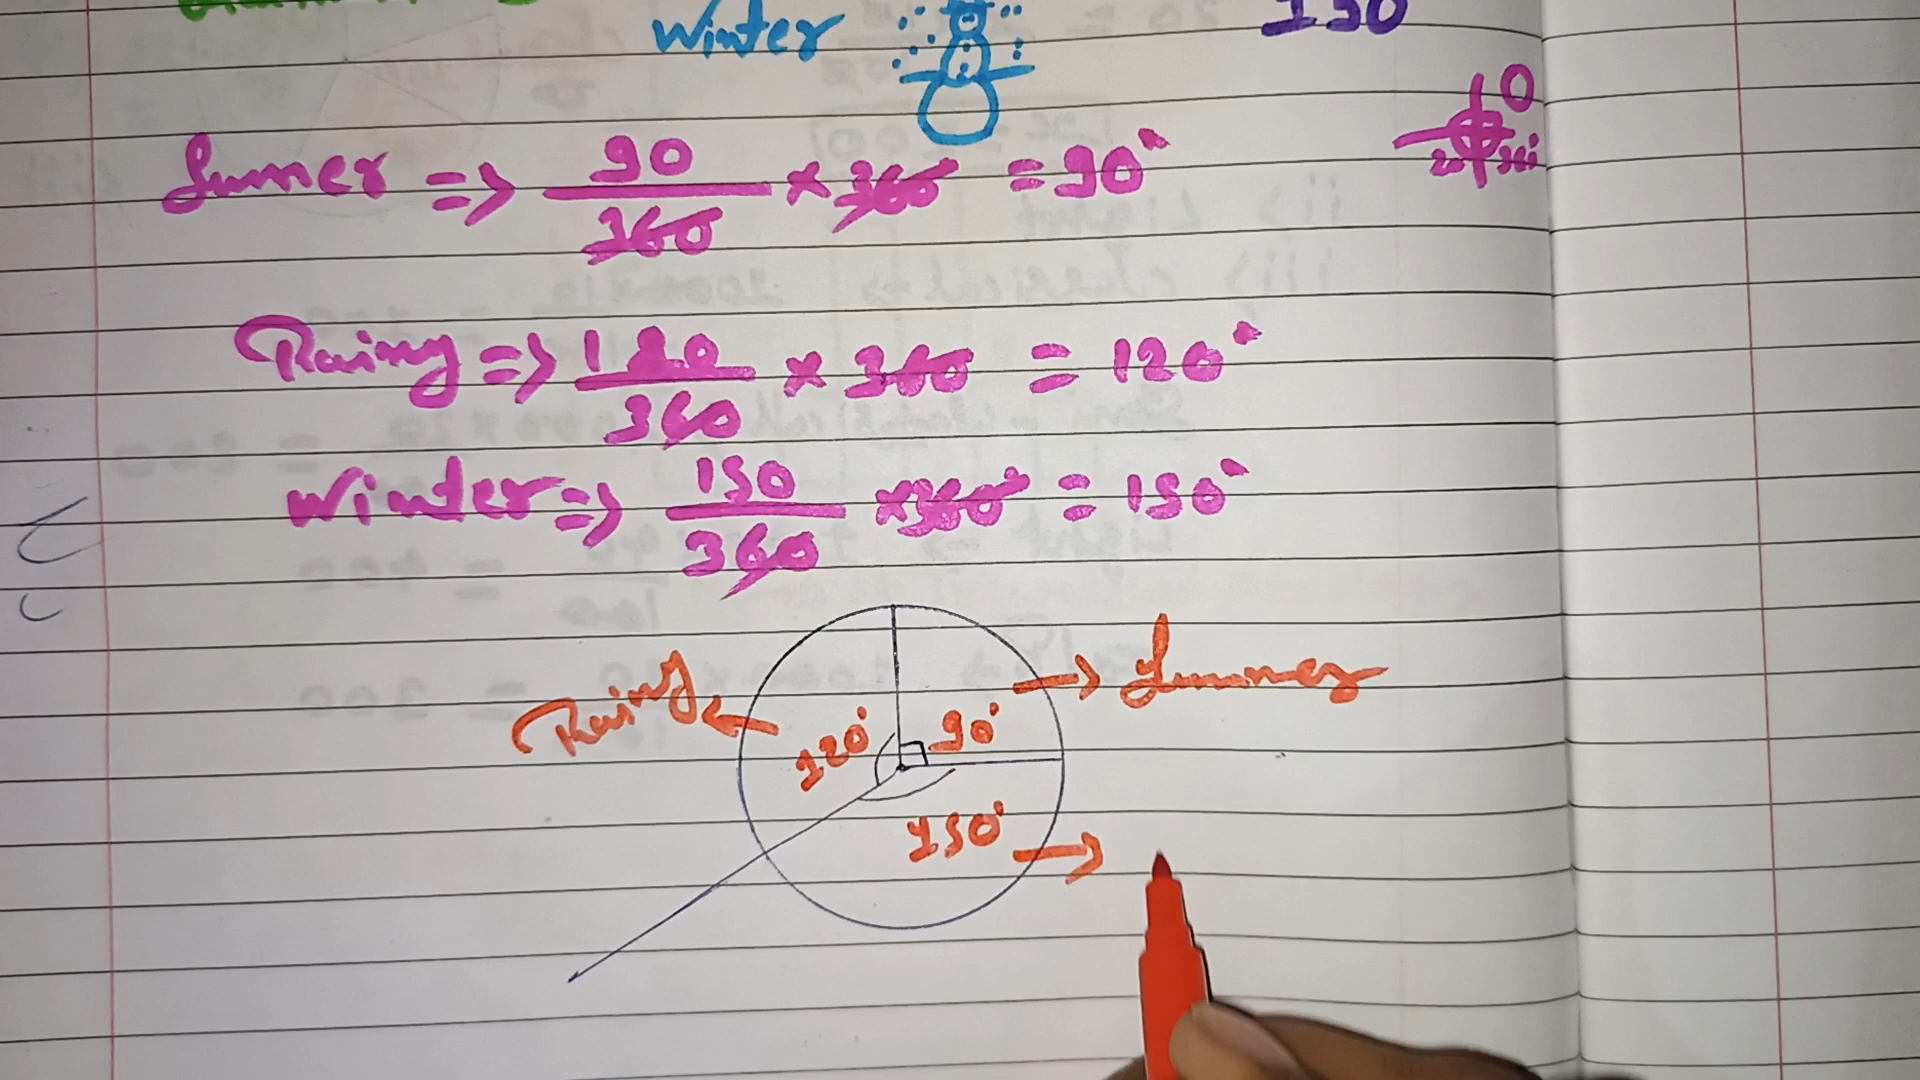 Winter
150
Summer => 90/360 × 360 = 90°
Rainy => 120/360 × 360 = 120°
Winter => 150/360 × 360° = 150°
Rainy ← 120° 90° → Summer
150° →